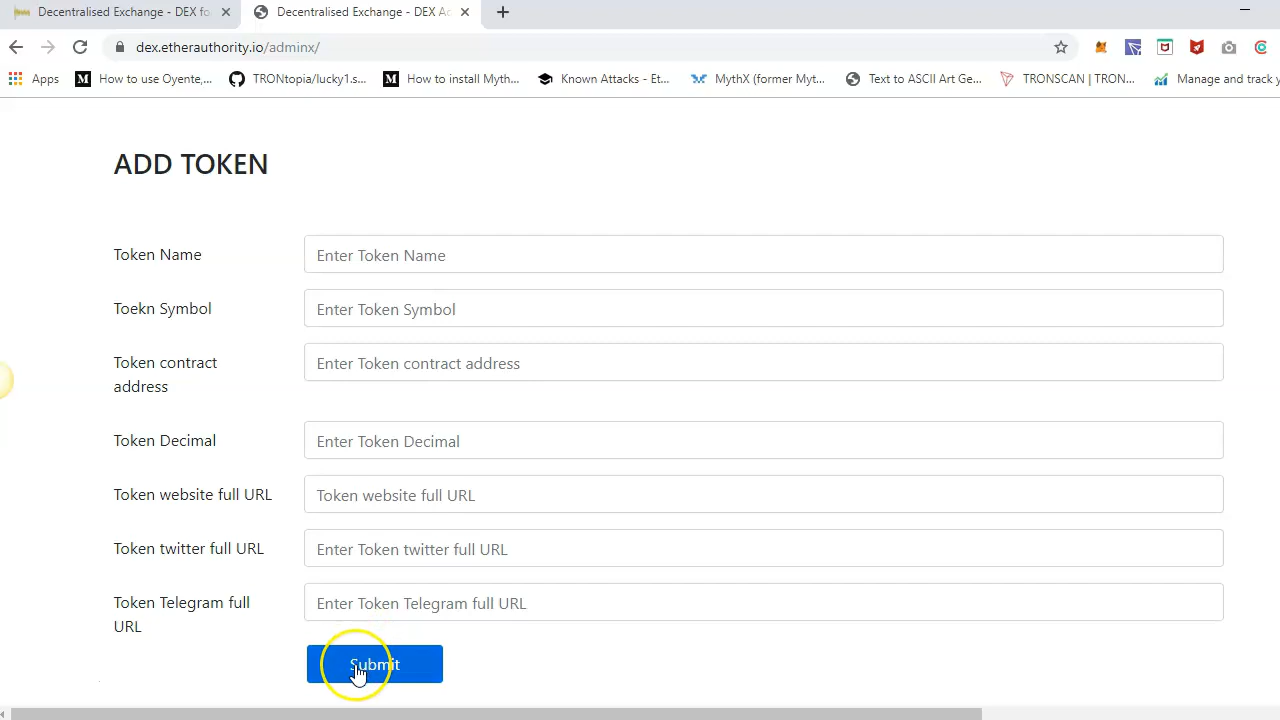 Decentralised Exchange - DEX fo
Decentralised Exchange - DEX Ac
dex.etherauthority.io/adminx/
Apps
How to use Oyente,...
TRONtopia/lucky1.s...
How to install Myth...
Known Attacks - Et...
MythX (former Myt...
Text to ASCII Art Ge...
TRONSCAN | TRON...
Manage and track y
ADD TOKEN
Token Name
Enter Token Name
Toekn Symbol
Enter Token Symbol
Token contract
address
Enter Token contract address
Token Decimal
Enter Token Decimal
Token website full URL
Token website full URL
Token twitter full URL
Enter Token twitter full URL
Token Telegram full
URL
Enter Token Telegram full URL
Submit